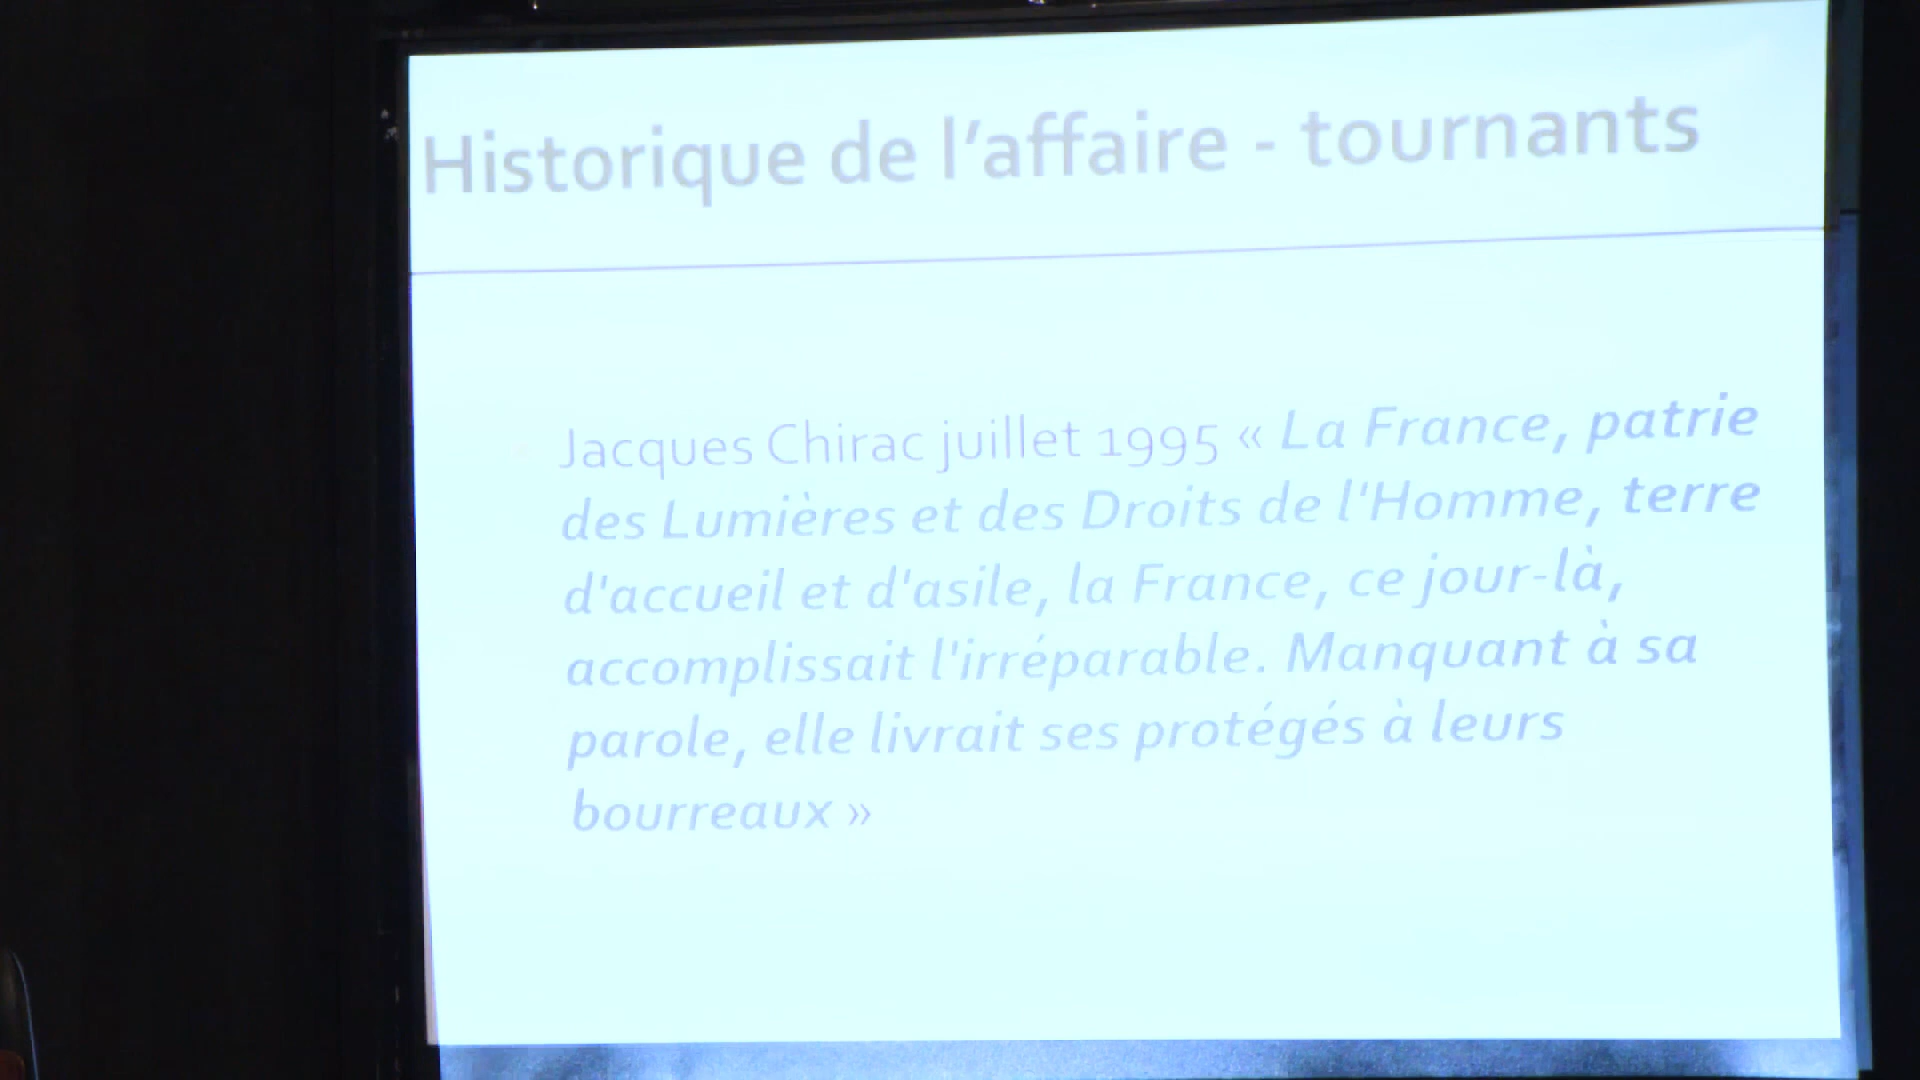 Historique de l’affaire - tournants
Jacques Chirac juillet 1995 « La France, patrie
des Lumières et des Droits de l'Homme, terre
d'accueil et d'asile, la France, ce jour-là,
accomplissait l'irréparable. Manquant à sa
parole, elle livrait ses protégés à leurs
bourreaux »